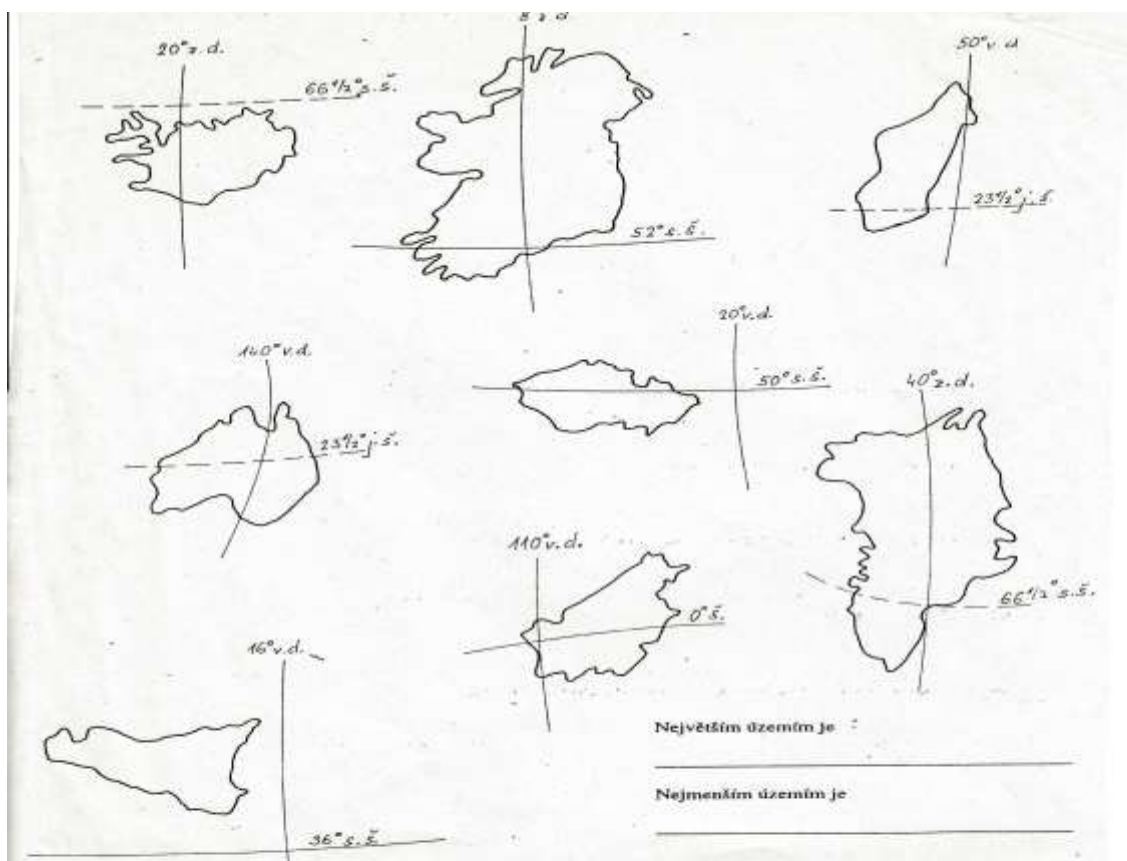 8 z.d.
20° z.d.
50° v.d
66 1/2° s.š.
23 1/2° j.š.
52° s.š.
20° v.d.
140° v.d.
50° s.š.
40° z.d.
23 1/2° j.š.
110° v.d.
66 1/2° s.š.
0° š.
16° v.d.
Největším územím je :
Nejmenším územím je
36° s.š